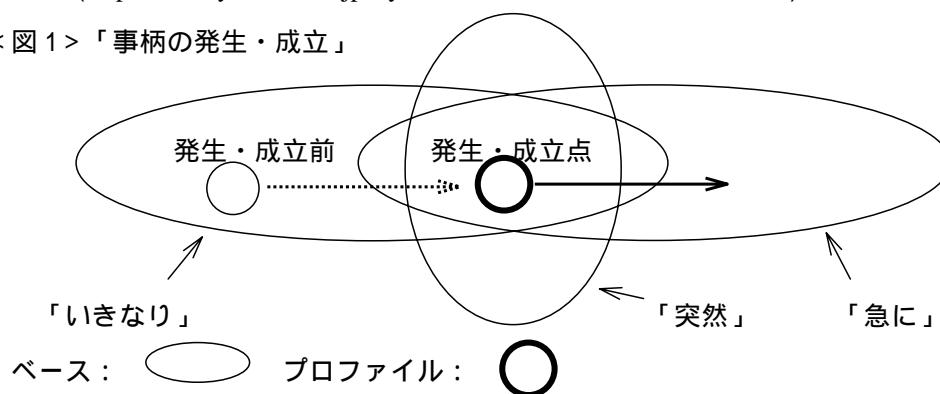 <図1>「事柄の発生・成立」
発生・成立前 発生・成立点
「いきなり」 「突然」 「急に」
ベース： プロファイル：